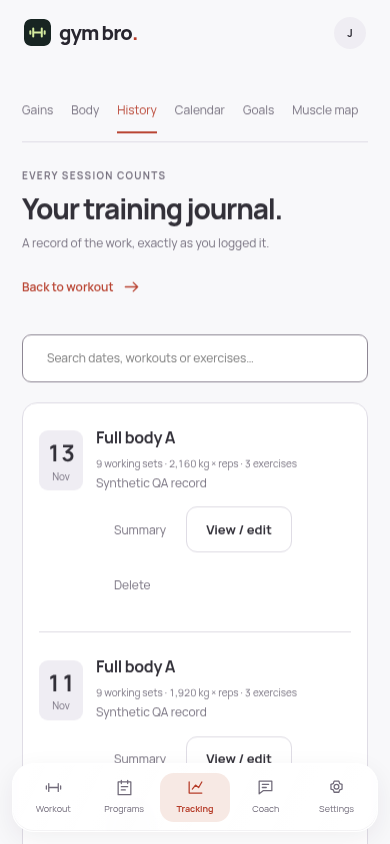 gym bro.
J
Gains Body History Calendar Goals Muscle map
EVERY SESSION COUNTS
Your training journal.
A record of the work, exactly as you logged it.
Back to workout →
Search dates, workouts or exercises...
13
Nov
Full body A
9 working sets · 2,160 kg × reps · 3 exercises
Synthetic QA record
Summary View / edit
Delete
11
Nov
Full body A
9 working sets · 1,920 kg × reps · 3 exercises
Synthetic QA record
Summary View / edit
Workout Programs Tracking Coach Settings